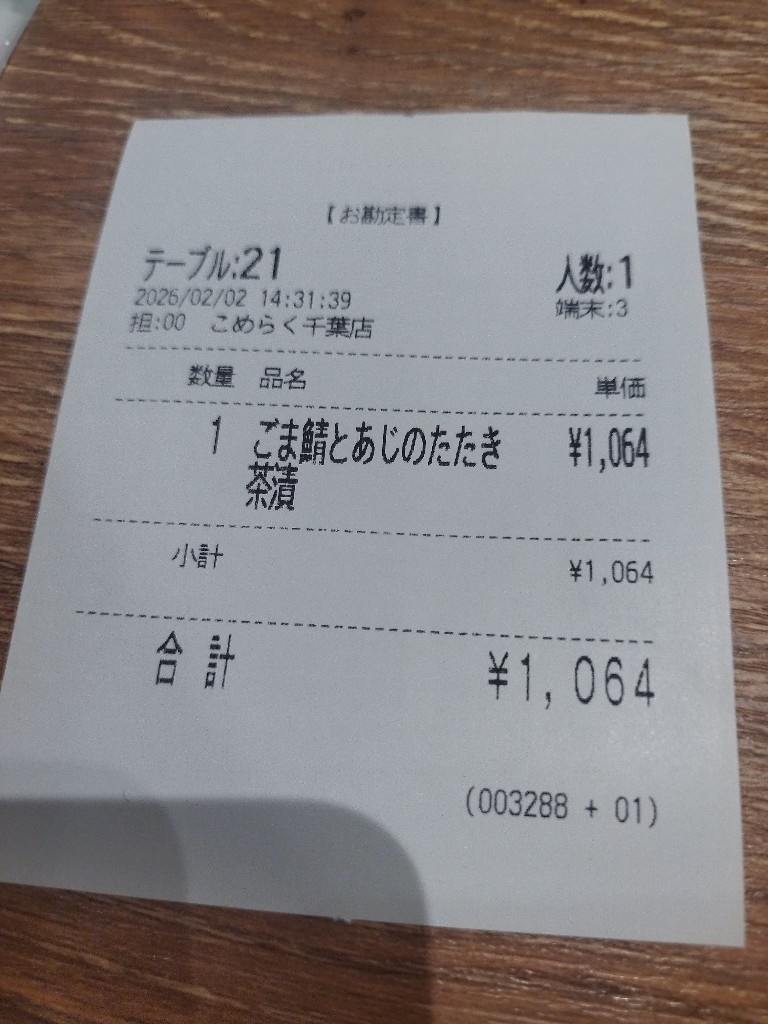 【お勘定書】
テーブル:21 人数:1
2026/02/02 14:31:39 端末:3
担:00 こめらく千葉店
数量 品名 単価
1 ごま鯖とあじのたたき ¥1,064
茶漬
小計 ¥1,064
合計 ¥1,064
(003288 + 01)